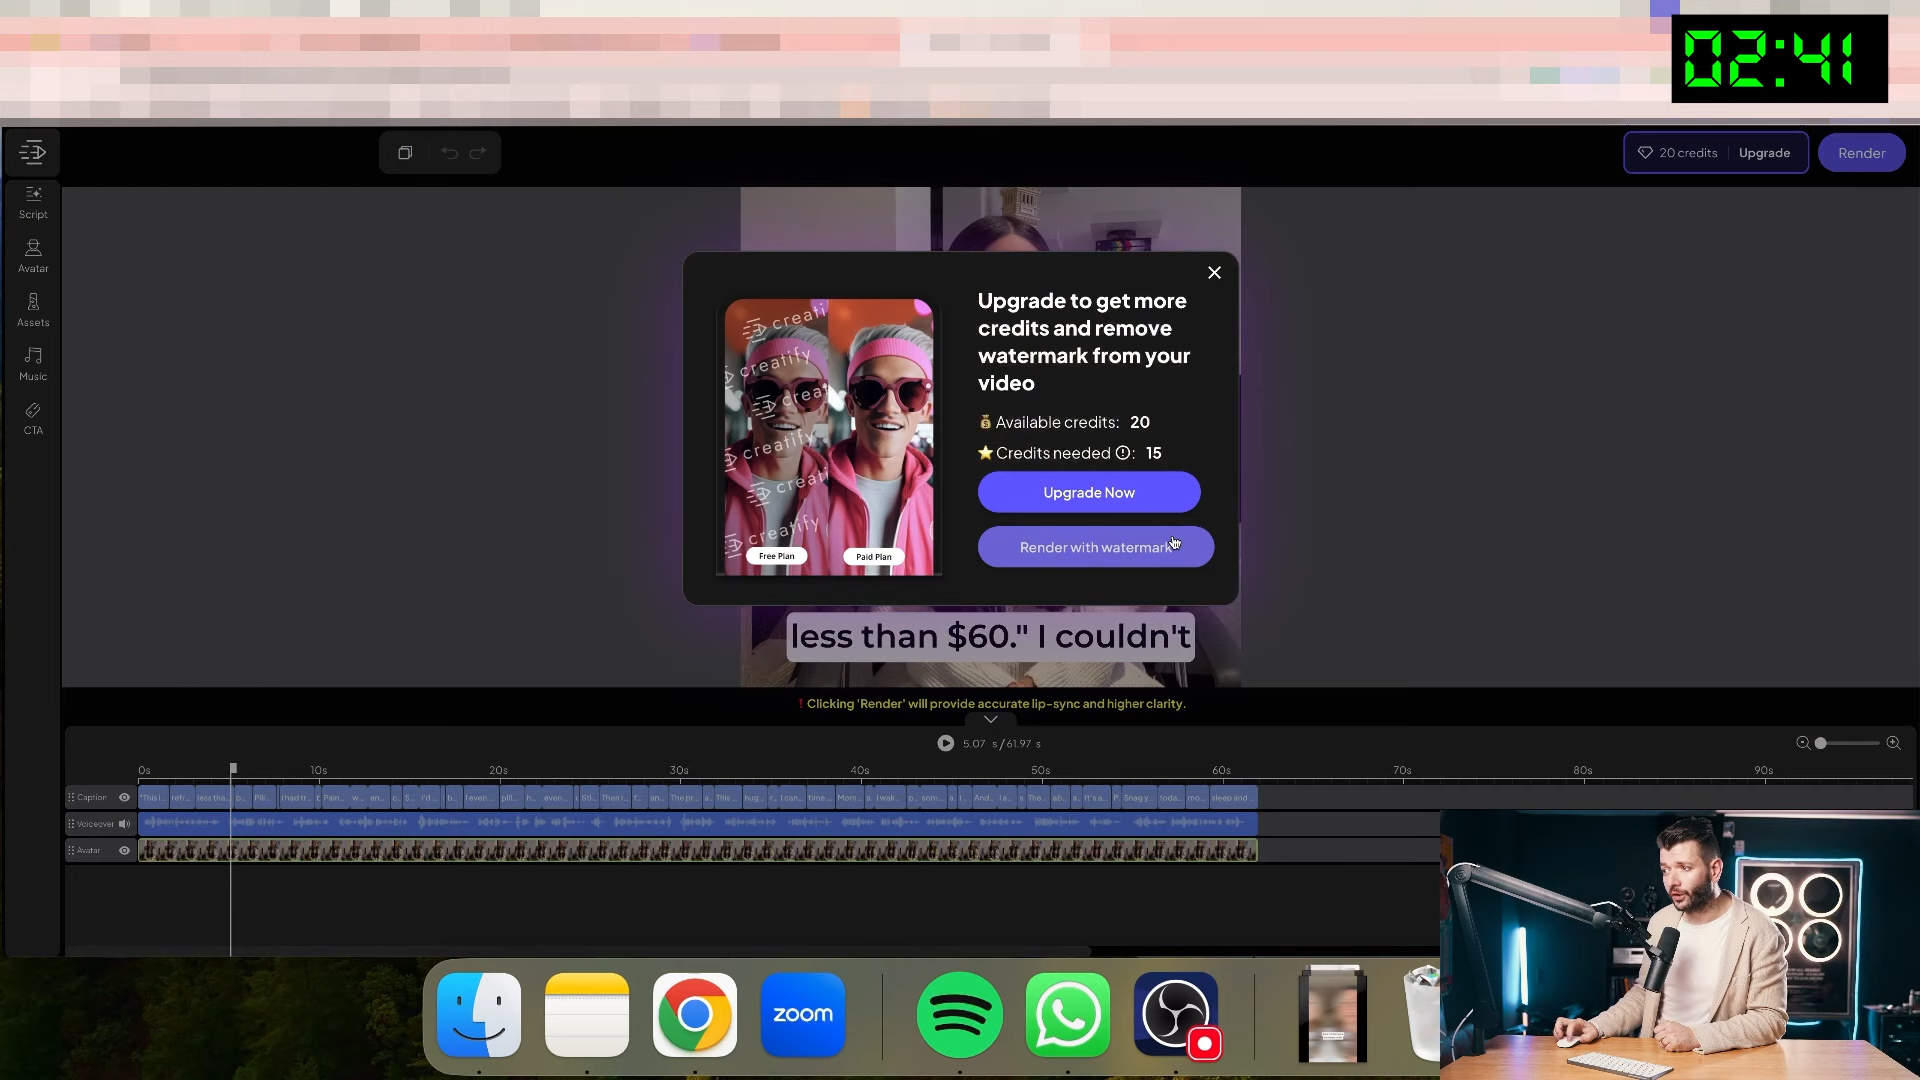 02:41
20 credits
Upgrade
Render
Script
Avatar
Assets
Music
CTA
Upgrade to get more
credits and remove
watermark from your
video
Available credits: 20
Credits needed : 15
Upgrade Now
Render with watermark
creatify
creatify
creatify
Free Plan
Paid Plan
less than $60." I couldn't
! Clicking 'Render' will provide accurate lip-sync and higher clarity.
5.07 s / 61.97 s
0s 10s 20s 30s 40s 50s 60s 70s 80s 90s
Caption
Voiceover
Avatar
zoom